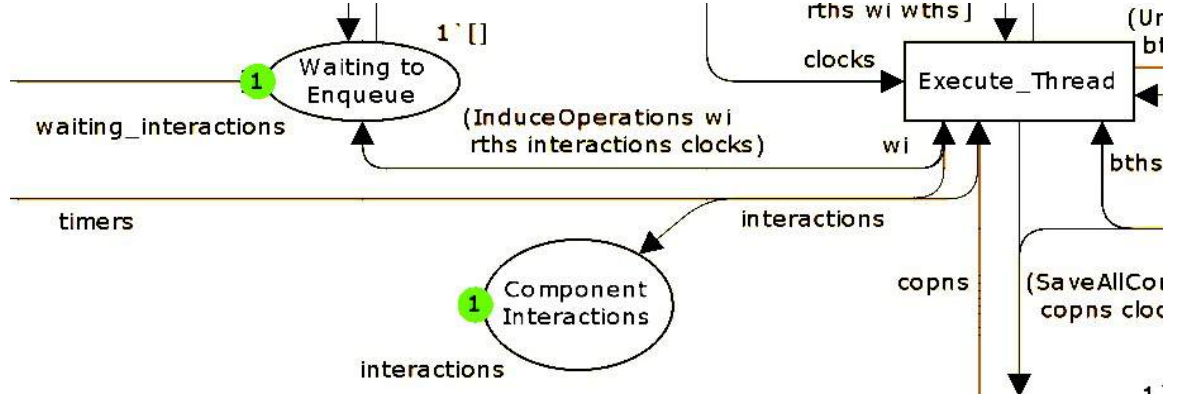 rths wi wths]
(Un
1`[]
bt
Waiting to
Enqueue
1
clocks
Execute_Thread
waiting_interactions
(InduceOperations wi
rths interactions clocks)
wi
bths
timers
interactions
Component
Interactions
1
copns
(SaveAllCo
copns cloc
interactions